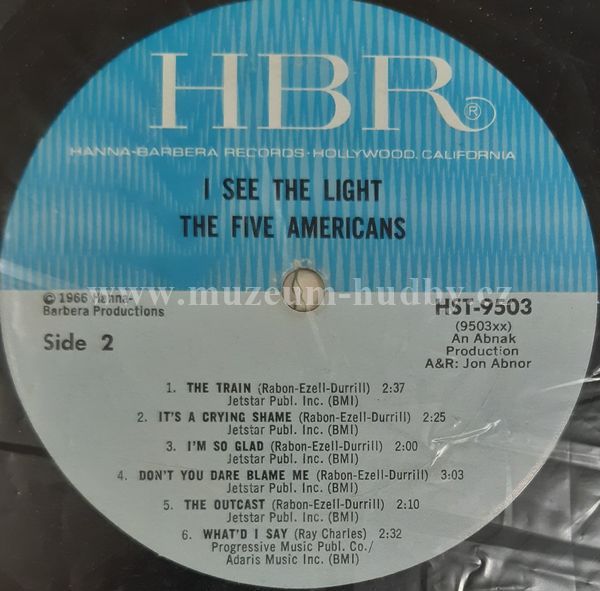 HBR®
HANNA-BARBERA RECORDS·HOLLYWOOD, CALIFORNIA
I SEE THE LIGHT
THE FIVE AMERICANS
www.muzeum-hudby.cz
© 1966 Hanna-
Barbera Productions
Side 2
HST-9503
(9503xx)
An Abnak
Production
A&R: Jon Abnor
1. THE TRAIN (Rabon-Ezell-Durrill) 2:37
Jetstar Publ. Inc. (BMI)
2. IT'S A CRYING SHAME (Rabon-Ezell-Durrill) 2:25
Jetstar Publ. Inc. (BMI)
3. I'M SO GLAD (Rabon-Ezell-Durrill) 2:00
Jetstar Publ. Inc. (BMI)
4. DON'T YOU DARE BLAME ME (Rabon-Ezell-Durrill) 3:03
Jetstar Publ. Inc. (BMI)
5. THE OUTCAST (Rabon-Ezell-Durrill) 2:10
Jetstar Publ. Inc. (BMI)
6. WHAT'D I SAY (Ray Charles) 2:32
Progressive Music Publ. Co./
Adaris Music Inc. (BMI)